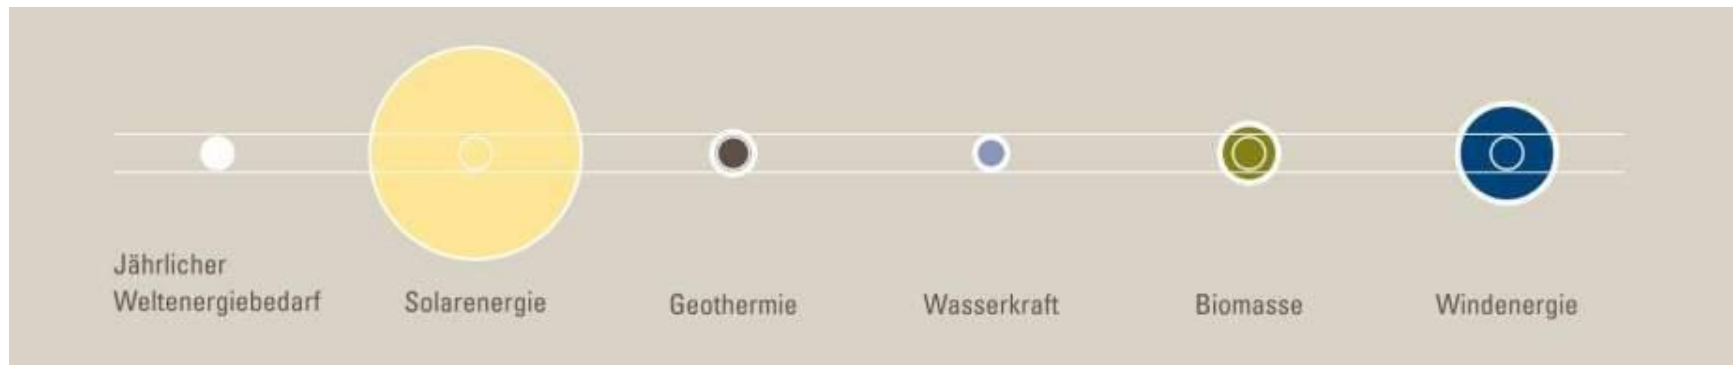 Jährlicher
Weltenergiebedarf
Solarenergie
Geothermie
Wasserkraft
Biomasse
Windenergie